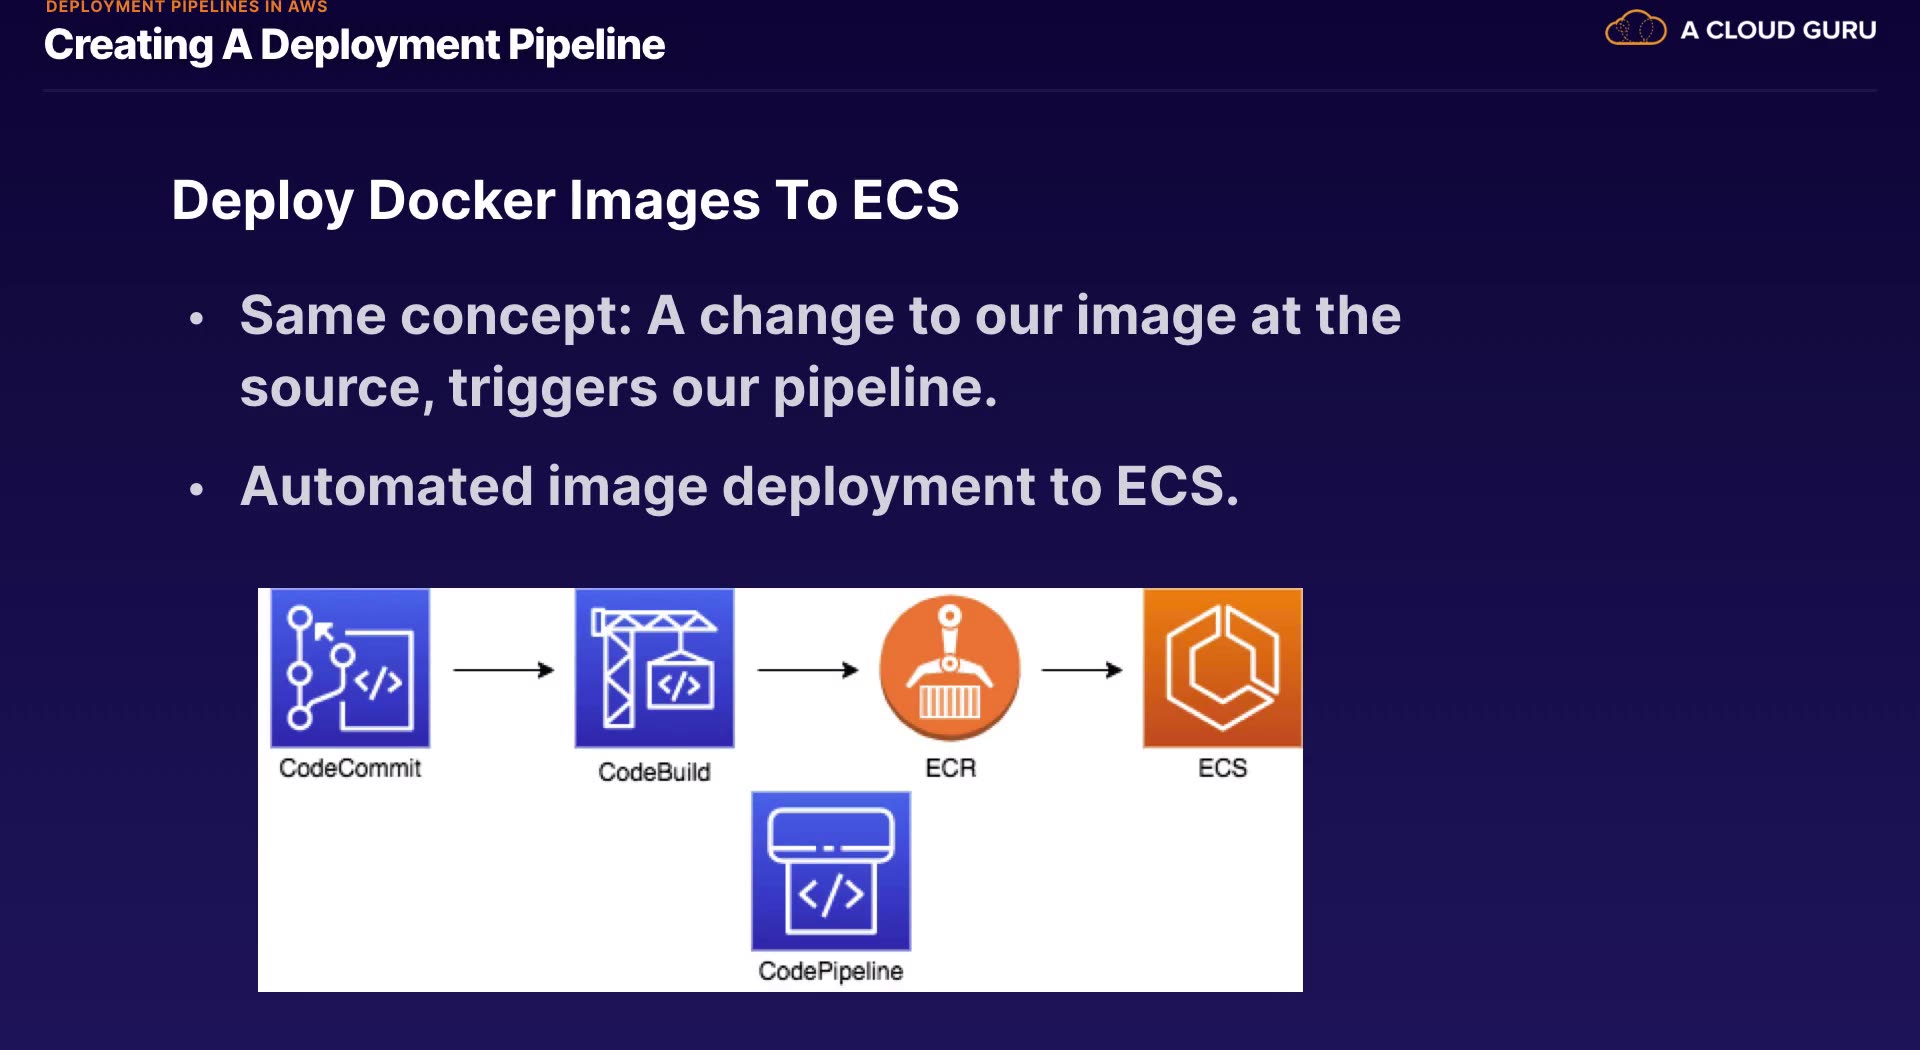 DEPLOYMENT PIPELINES IN AWS
Creating A Deployment Pipeline
A CLOUD GURU
Deploy Docker Images To ECS
• Same concept: A change to our image at the
source, triggers our pipeline.
• Automated image deployment to ECS.
</>
</>
CodeCommit
CodeBuild
ECR
ECS
</>
CodePipeline